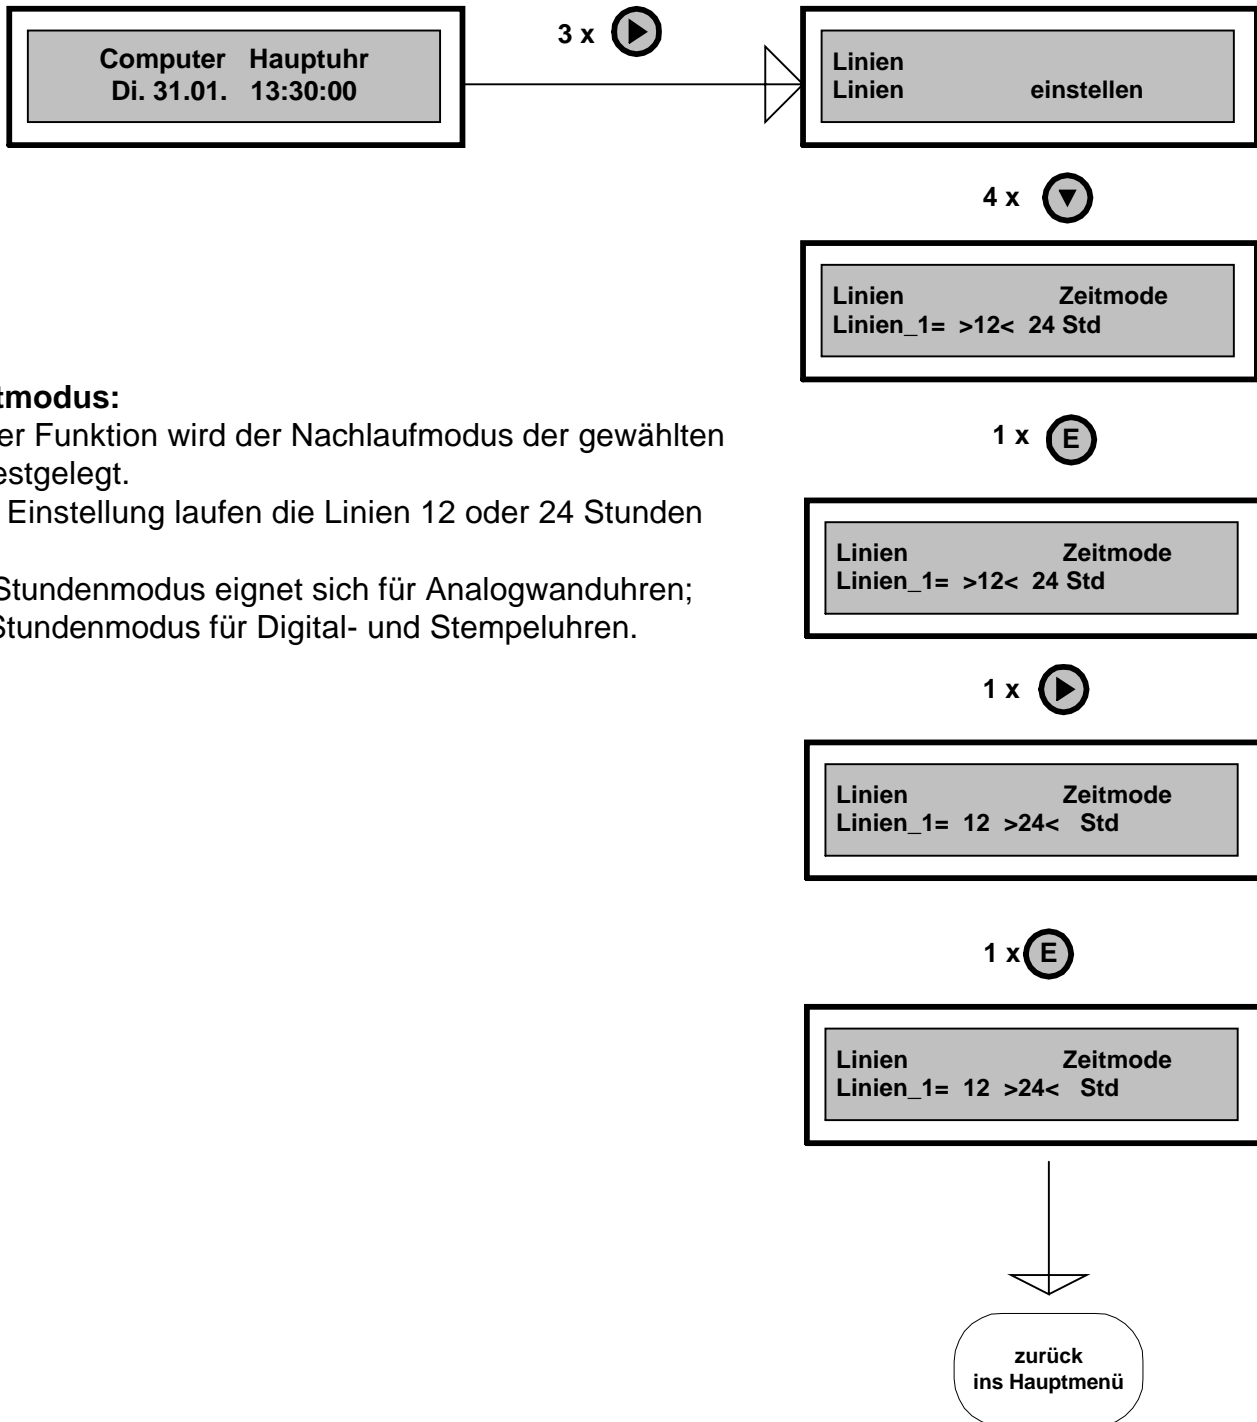 Computer Hauptuhr
Di. 31.01. 13:30:00
3 x
Linien
Linien einstellen
4 x
Linien Zeitmode
Linien_1= >12< 24 Std
tmodus:
er Funktion wird der Nachlaufmodus der gewählten
estgelegt.
Einstellung laufen die Linien 12 oder 24 Stunden
Stundenmodus eignet sich für Analogwanduhren;
Stundenmodus für Digital- und Stempeluhren.
1 x E
Linien Zeitmode
Linien_1= >12< 24 Std
1 x
Linien Zeitmode
Linien_1= 12 >24< Std
1 x E
Linien Zeitmode
Linien_1= 12 >24< Std
zurück
ins Hauptmenü